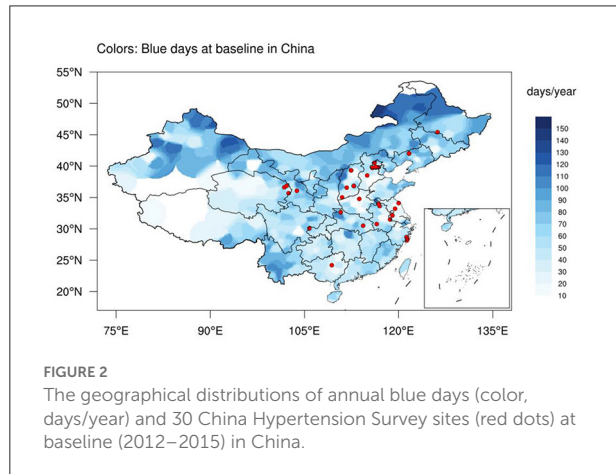 Colors: Blue days at baseline in China
55°N
50°N
45°N
40°N
35°N
30°N
25°N
20°N
75°E 90°E 105°E 120°E 135°E
days/year
150
140
130
120
110
100
90
80
70
60
50
40
30
20
10
FIGURE 2
The geographical distributions of annual blue days (color,
days/year) and 30 China Hypertension Survey sites (red dots) at
baseline (2012–2015) in China.